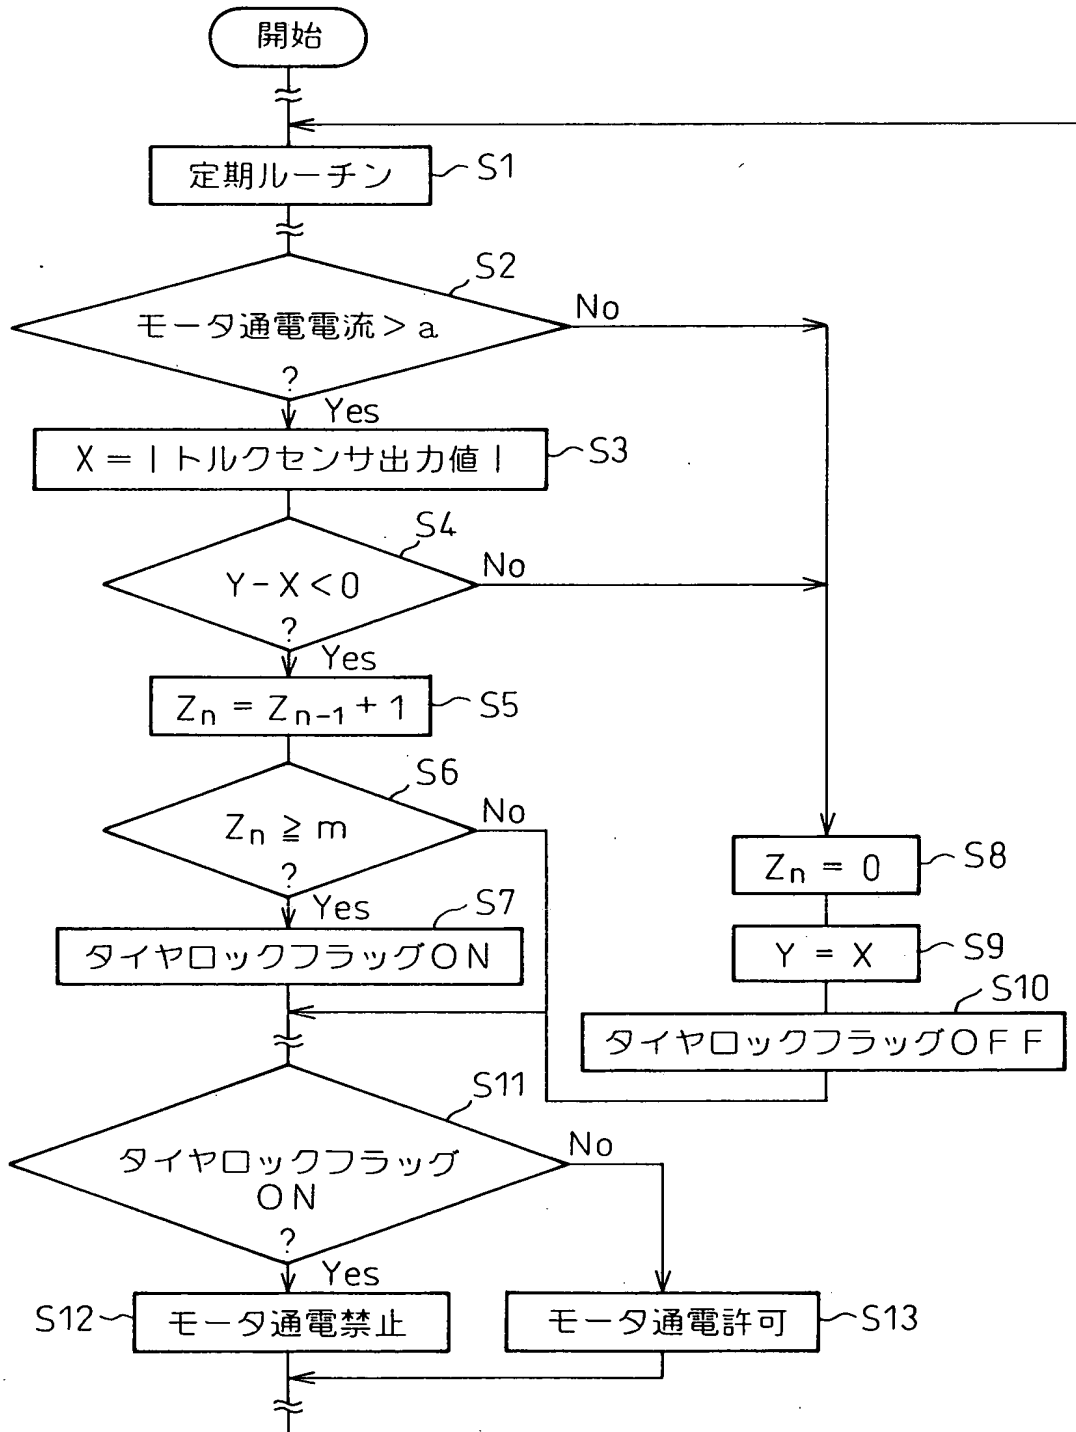 開始
定期ルーチン
S1
S2
モータ通電電流>a
?
No
Yes
X=|トルクセンサ出力値|
S3
S4
Y-X<0
?
No
Yes
Zn = Zn-1+1
S5
S6
Zn ≧ m
?
No
Yes
S7
タイヤロックフラッグON
Zn = 0
S8
Y = X
S9
S10
タイヤロックフラッグOFF
S11
タイヤロックフラッグ
ON
?
No
Yes
S12
モータ通電禁止
モータ通電許可
S13